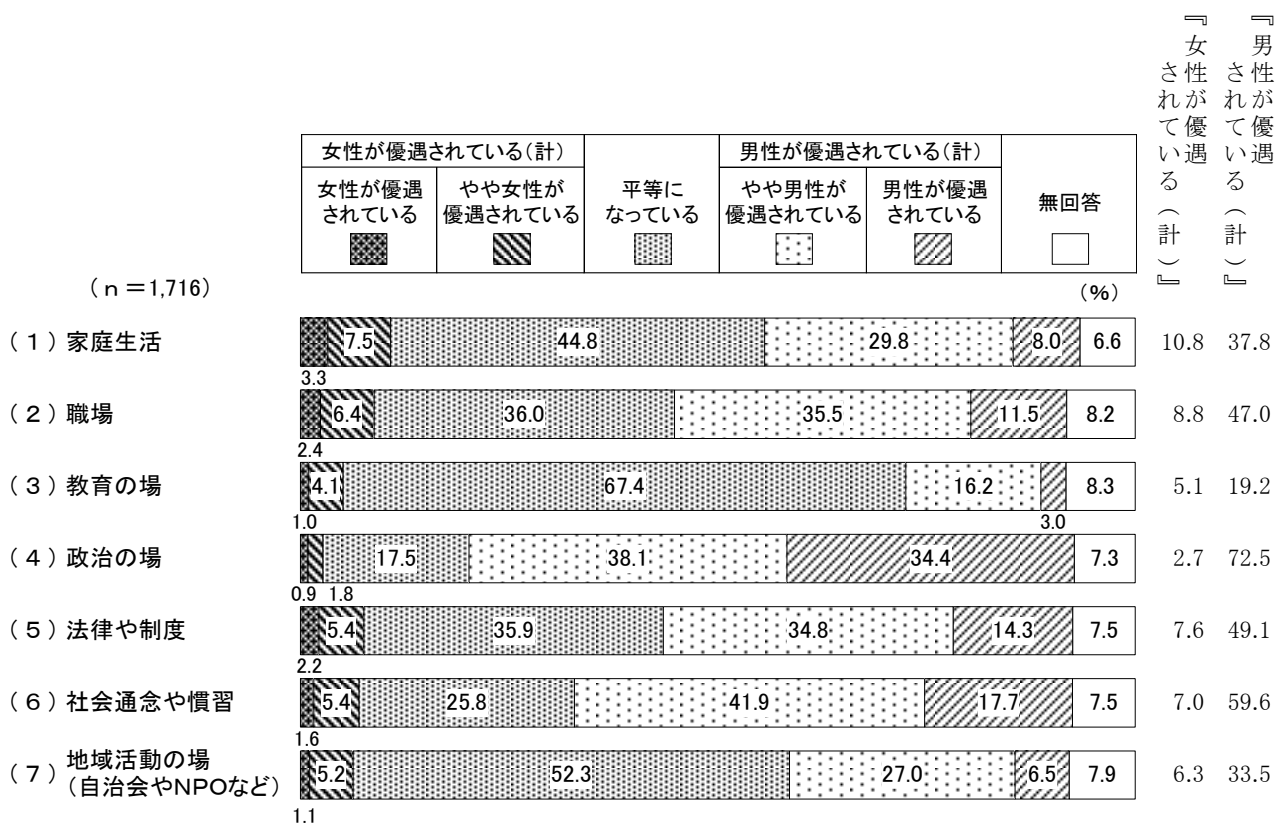 『女性が優遇されている（計）』
『男性が優遇されている（計）』
女性が優遇されている（計）
男性が優遇されている（計）
女性が優遇
されている
やや女性が
優遇されている
平等に
なっている
やや男性が
優遇されている
男性が優遇
されている
無回答
（ｎ＝1,716）
（%）
（１）家庭生活 7.5 44.8 29.8 8.0 6.6 10.8 37.8
3.3
（２）職場 6.4 36.0 35.5 11.5 8.2 8.8 47.0
2.4
（３）教育の場 4.1 67.4 16.2 8.3 5.1 19.2
1.0 3.0
（４）政治の場 17.5 38.1 34.4 7.3 2.7 72.5
0.9 1.8
（５）法律や制度 5.4 35.9 34.8 14.3 7.5 7.6 49.1
2.2
（６）社会通念や慣習 5.4 25.8 41.9 17.7 7.5 7.0 59.6
1.6
（７）地域活動の場
（自治会やNPOなど） 5.2 52.3 27.0 6.5 7.9 6.3 33.5
1.1